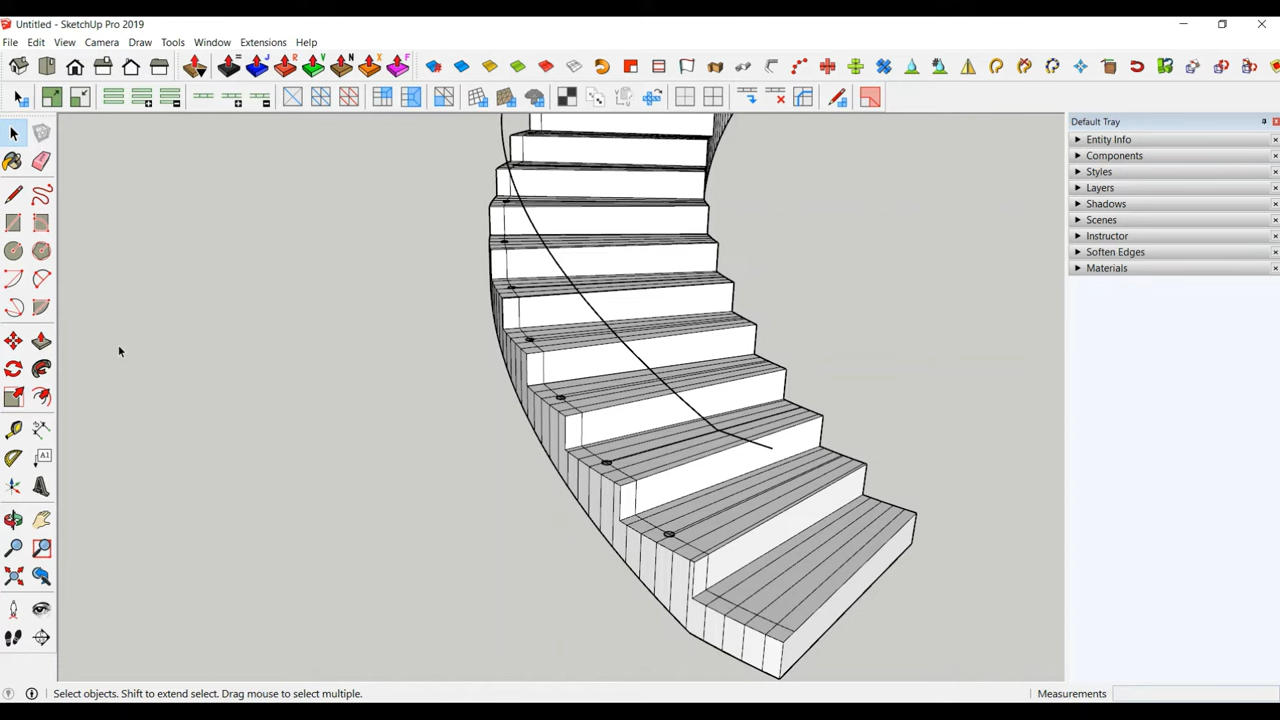 Untitled - SketchUp Pro 2019
File Edit View Camera Draw Tools Window Extensions Help
= J R V N X F
Default Tray
Entity Info
Components
Styles
Layers
Shadows
Scenes
Instructor
Soften Edges
Materials
A1
Select objects. Shift to extend select. Drag mouse to select multiple.
Measurements